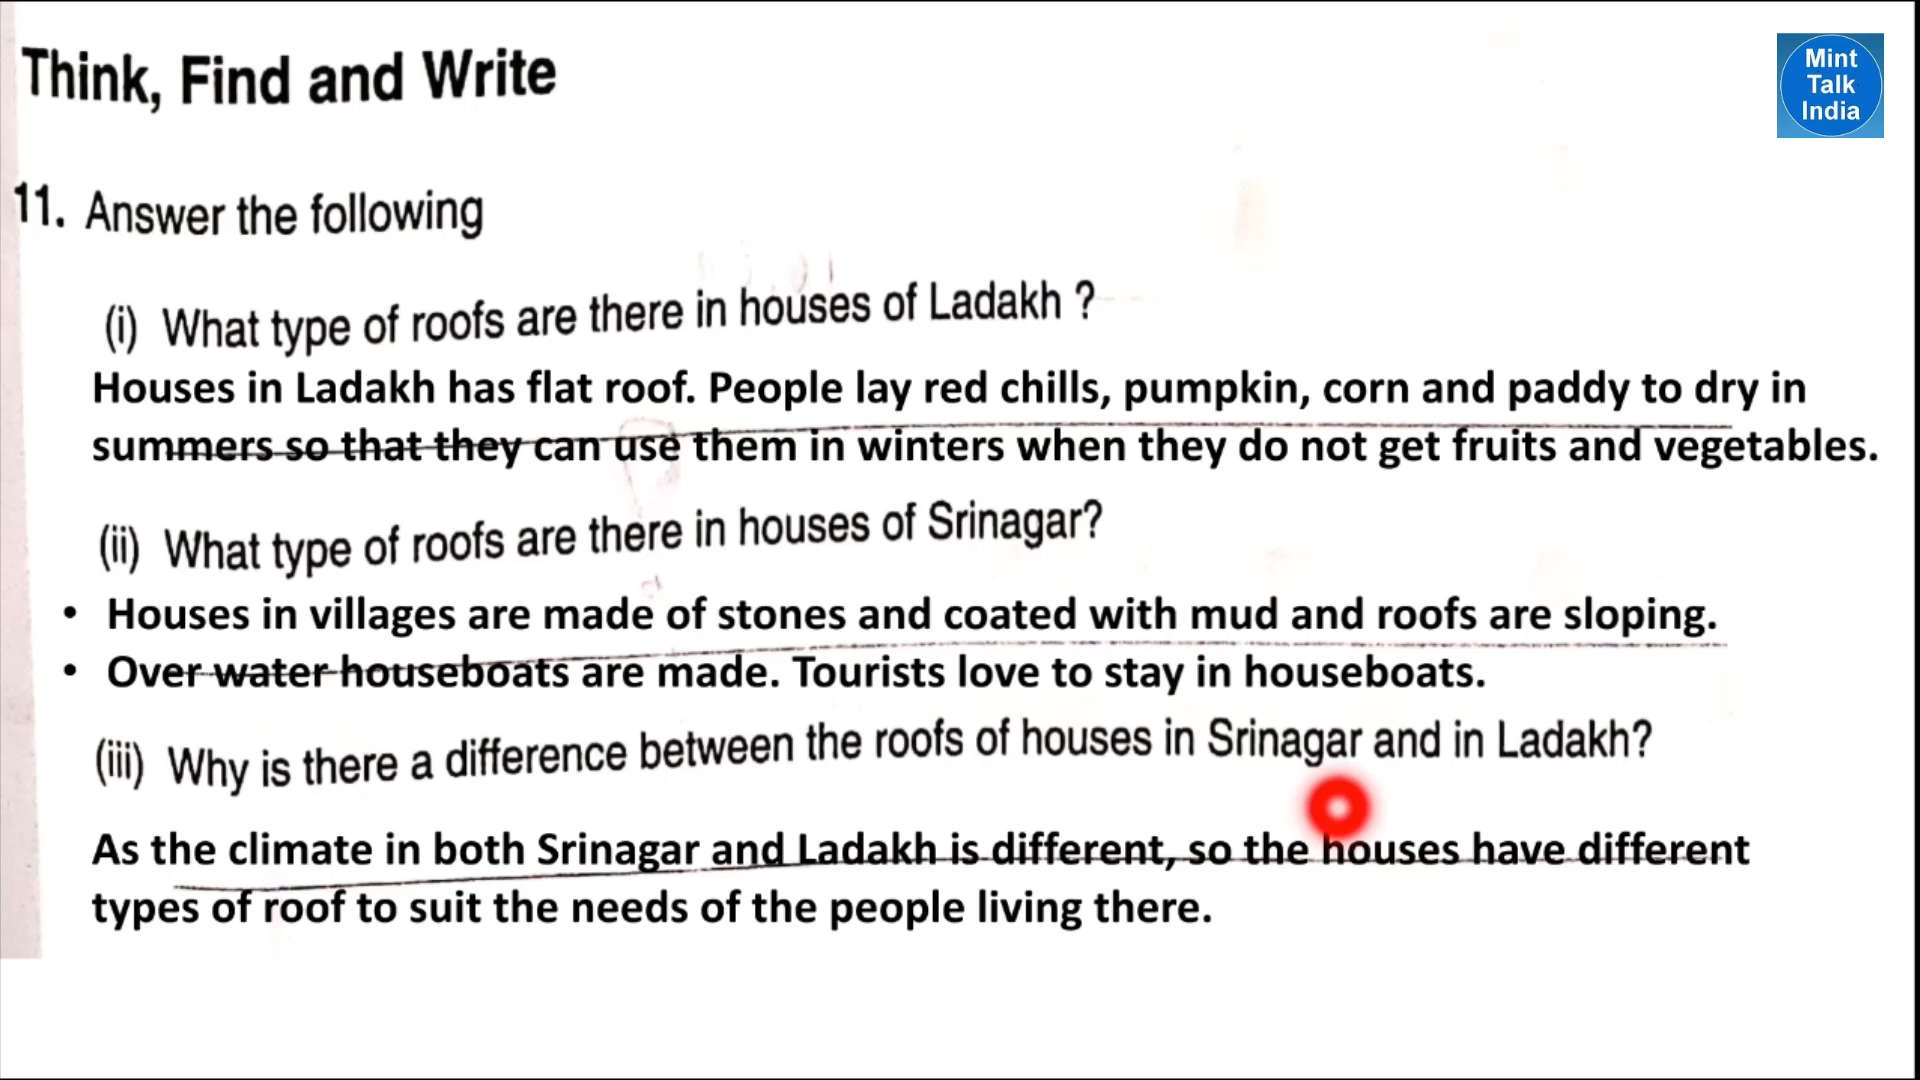 Think, Find and Write
Mint
Talk
India
11. Answer the following
(i) What type of roofs are there in houses of Ladakh ?
Houses in Ladakh has flat roof. People lay red chills, pumpkin, corn and paddy to dry in
summers so that they can use them in winters when they do not get fruits and vegetables.
(ii) What type of roofs are there in houses of Srinagar?
• Houses in villages are made of stones and coated with mud and roofs are sloping.
• Over water houseboats are made. Tourists love to stay in houseboats.
(iii) Why is there a difference between the roofs of houses in Srinagar and in Ladakh?
As the climate in both Srinagar and Ladakh is different, so the houses have different
types of roof to suit the needs of the people living there.